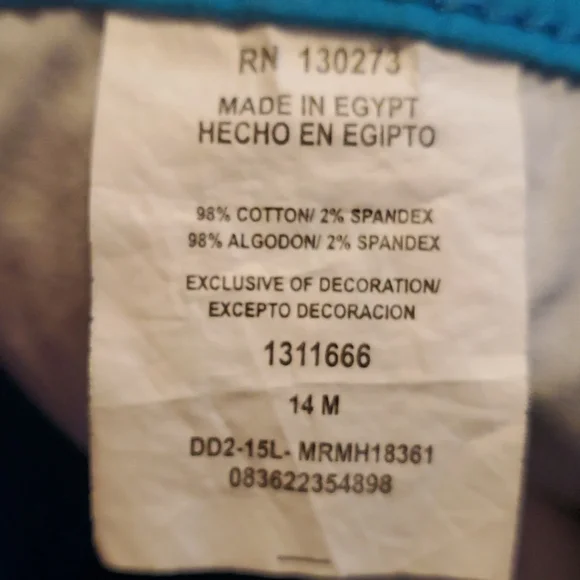 RN 130273
MADE IN EGYPT
HECHO EN EGIPTO
98% COTTON/ 2% SPANDEX
98% ALGODON/ 2% SPANDEX
EXCLUSIVE OF DECORATION/
EXCEPTO DECORACION
1311666
14 M
DD2-15L- MRMH18361
083622354898